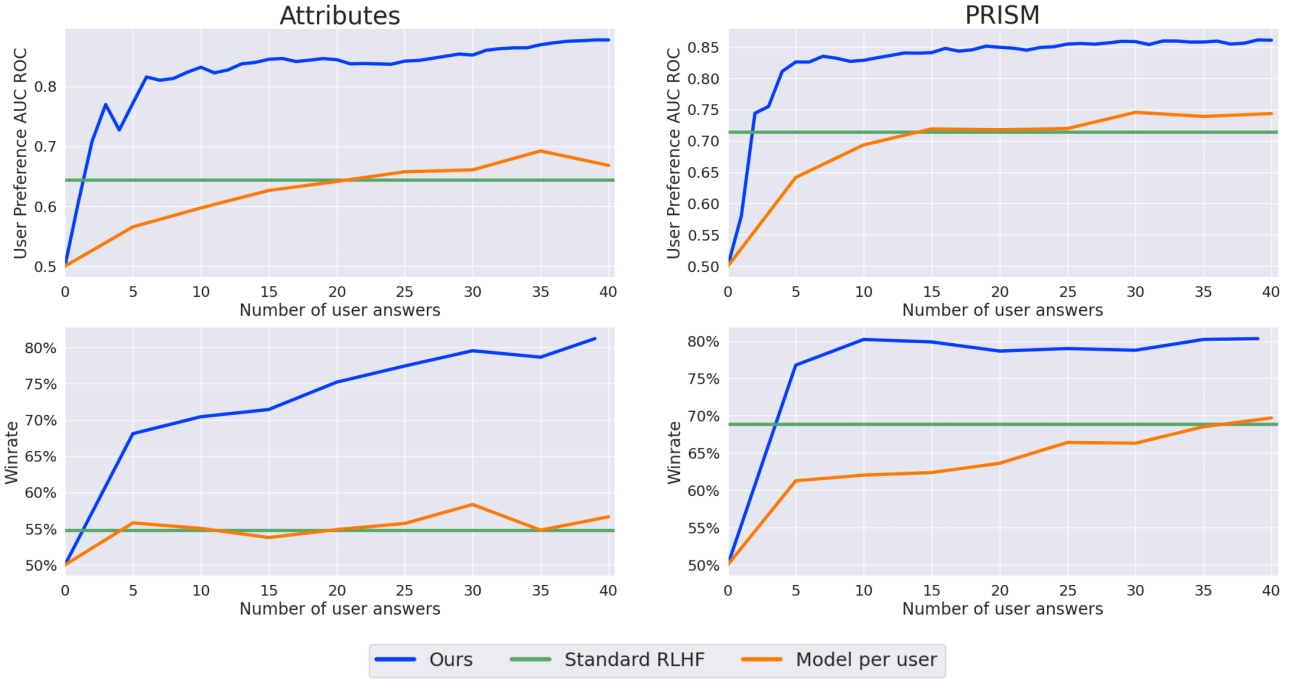 Attributes
PRISM
User Preference AUC ROC
0.8
0.7
0.6
0.5
0 5 10 15 20 25 30 35 40
Number of user answers
User Preference AUC ROC
0.85
0.80
0.75
0.70
0.65
0.60
0.55
0.50
0 5 10 15 20 25 30 35 40
Number of user answers
Winrate
80%
75%
70%
65%
60%
55%
50%
0 5 10 15 20 25 30 35 40
Number of user answers
Winrate
80%
75%
70%
65%
60%
55%
50%
0 5 10 15 20 25 30 35 40
Number of user answers
Ours Standard RLHF Model per user